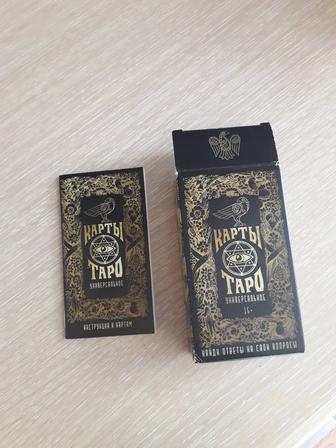 КАРТЫ
ТАРО
УНИВЕРСАЛЬНОЕ
ИНСТРУКЦИЯ К КАРТАМ
КАРТЫ
ТАРО
УНИВЕРСАЛЬНОЕ
16+
НАЙДИ ОТВЕТЫ НА СВОИ ВОПРОСЫ